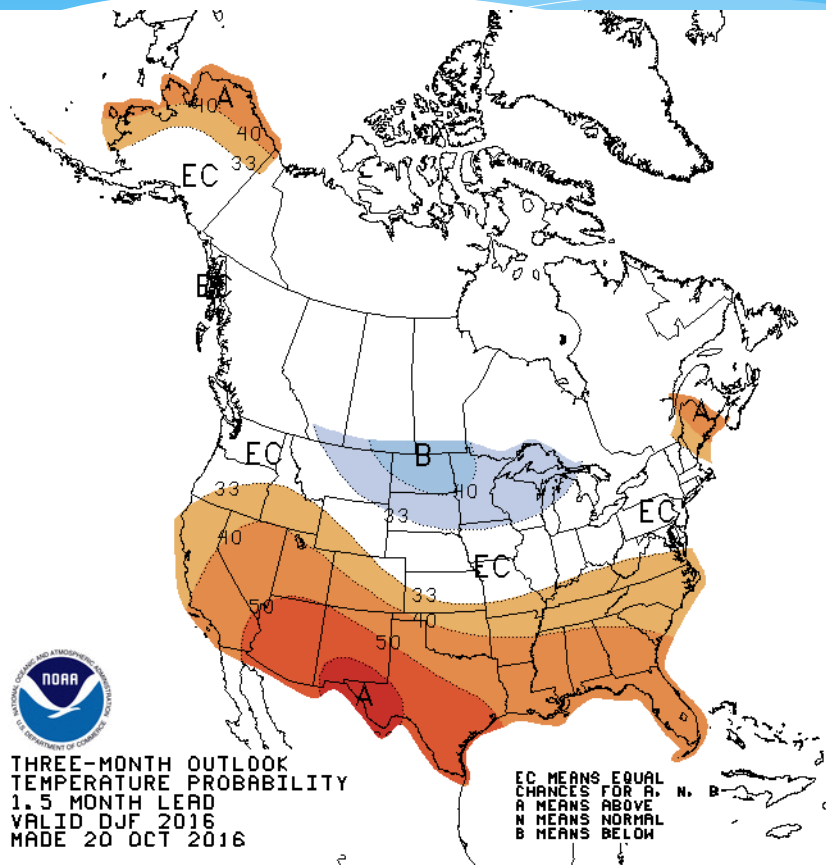 A
40
40
33
EC
EC
A
B
EC
33
40
EC
33
40
EC
33
40
50
50
A
NATIONAL OCEANIC AND ATMOSPHERIC ADMINISTRATION
NOAA
U.S. DEPARTMENT OF COMMERCE
THREE-MONTH OUTLOOK
TEMPERATURE PROBABILITY
1.5 MONTH LEAD
VALID DJF 2016
MADE 20 OCT 2016
EC MEANS EQUAL
CHANCES FOR A, N, B
A MEANS ABOVE
N MEANS NORMAL
B MEANS BELOW